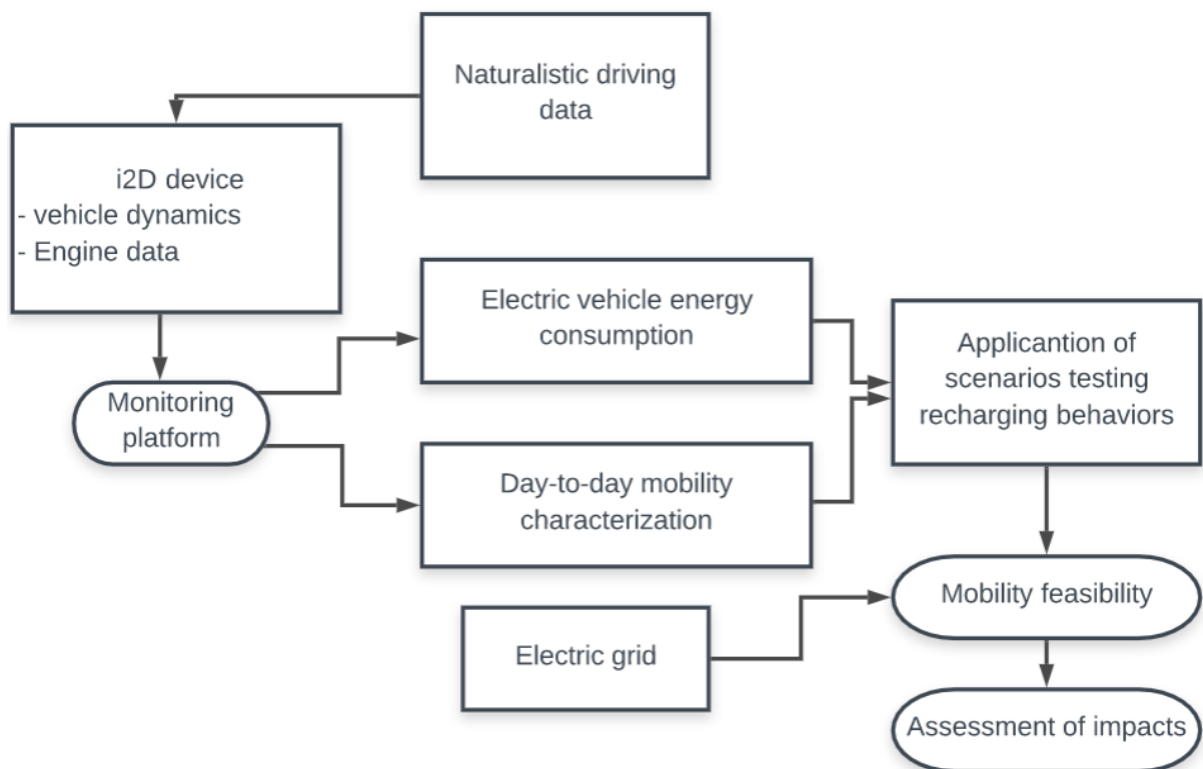 Naturalistic driving
data
i2D device
- vehicle dynamics
- Engine data
Electric vehicle energy
consumption
Applicantion of
scenarios testing
recharging behaviors
Monitoring
platform
Day-to-day mobility
characterization
Mobility feasibility
Electric grid
Assessment of impacts